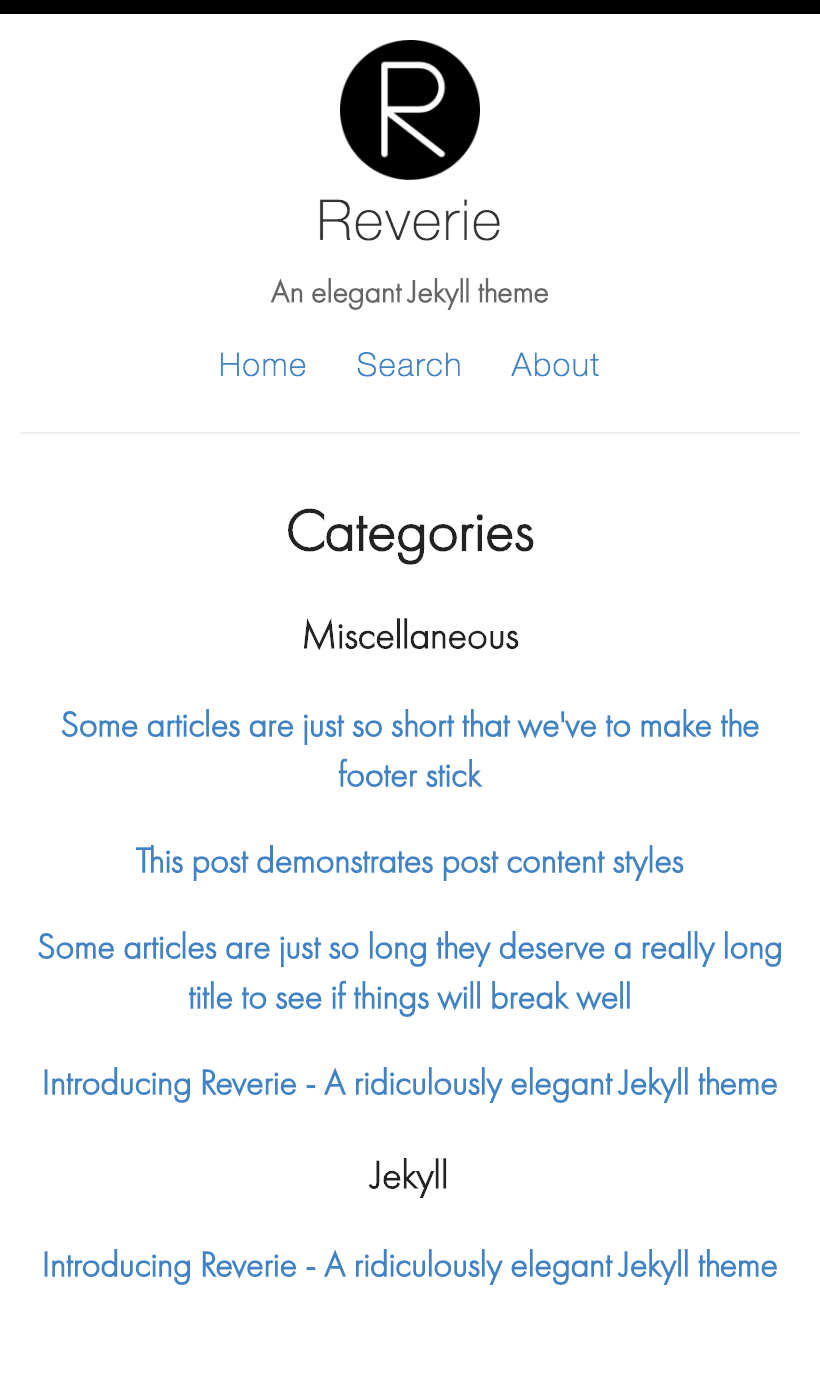 R
Reverie
An elegant Jekyll theme
Home Search About
Categories
Miscellaneous
Some articles are just so short that we've to make the
footer stick
This post demonstrates post content styles
Some articles are just so long they deserve a really long
title to see if things will break well
Introducing Reverie - A ridiculously elegant Jekyll theme
Jekyll
Introducing Reverie - A ridiculously elegant Jekyll theme